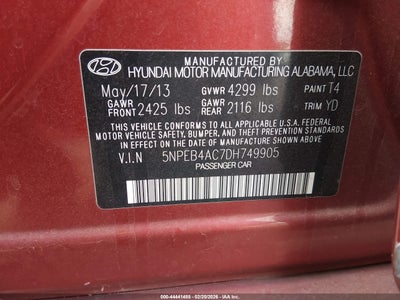 MANUFACTURED BY
HYUNDAI MOTOR MANUFACTURING ALABAMA, LLC
May/17/13 GVWR 4299 lbs PAINT T4
GAWR FRONT 2425 lbs GAWR REAR 2116 lbs TRIM YD
THIS VEHICLE CONFORMS TO ALL APPLICABLE U.S.A. FEDERAL
MOTOR VEHICLE SAFETY, BUMPER, AND THEFT PREVENTION STANDARDS
IN EFFECT ON THE DATE OF MANUFACTURE SHOWN ABOVE.
V.I.N 5NPEB4AC7DH749905
PASSENGER CAR
000-44441485 - 02/20/2026 - IAA, Inc.